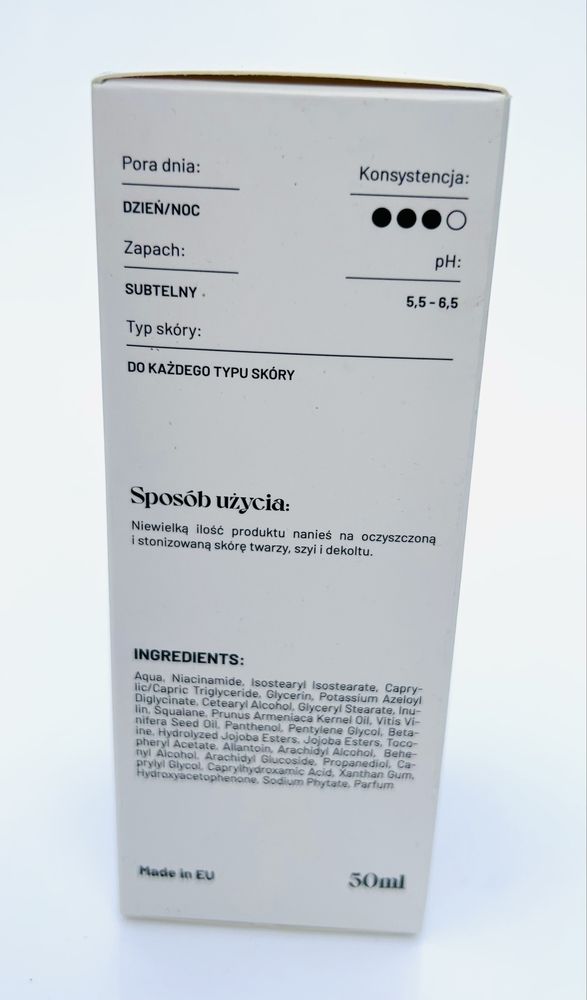 Pora dnia:
Konsystencja:
DZIEŃ/NOC
Zapach:
pH:
SUBTELNY
5,5 - 6,5
Typ skóry:
DO KAŻDEGO TYPU SKÓRY
Sposób użycia:
Niewielką ilość produktu nanieś na oczyszczoną
i stonizowaną skórę twarzy, szyi i dekoltu.
INGREDIENTS:
Aqua, Niacinamide, Isostearyl Isostearate, Capry-
lic/Capric Triglyceride, Glycerin, Potassium Azeloyl
Diglycinate, Cetearyl Alcohol, Glyceryl Stearate, Inu-
lin, Squalane, Prunus Armeniaca Kernel Oil, Vitis Vi-
nifera Seed Oil, Panthenol, Pentylene Glycol, Beta-
ine, Hydrolyzed Jojoba Esters, Jojoba Esters, Toco-
pheryl Acetate, Allantoin, Arachidyl Alcohol, Behe-
nyl Alcohol, Arachidyl Glucoside, Propanediol, Ca-
prylyl Glycol, Caprylhydroxamic Acid, Xanthan Gum,
Hydroxyacetophenone, Sodium Phytate, Parfum
Made in EU
50ml